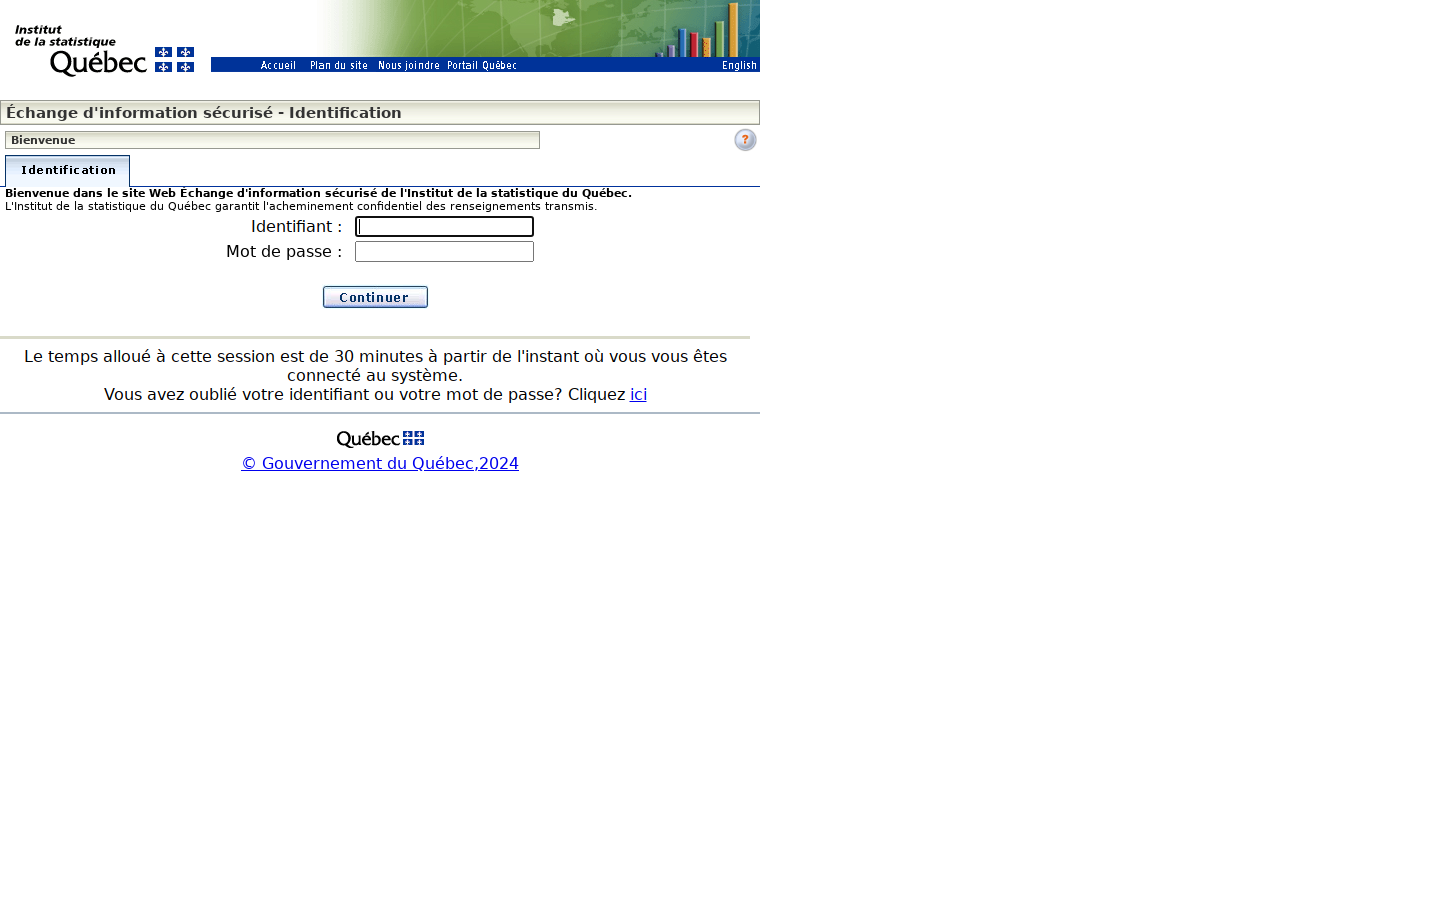 Institut
de la statistique
Québec
Accueil Plan du site Nous joindre Portail Québec English
Échange d'information sécurisé - Identification
Bienvenue
?
Identification
Bienvenue dans le site Web Échange d'information sécurisé de l'Institut de la statistique du Québec.
L'Institut de la statistique du Québec garantit l'acheminement confidentiel des renseignements transmis.
Identifiant :
Mot de passe :
Continuer
Le temps alloué à cette session est de 30 minutes à partir de l'instant où vous vous êtes
connecté au système.
Vous avez oublié votre identifiant ou votre mot de passe? Cliquez ici
Québec
© Gouvernement du Québec,2024